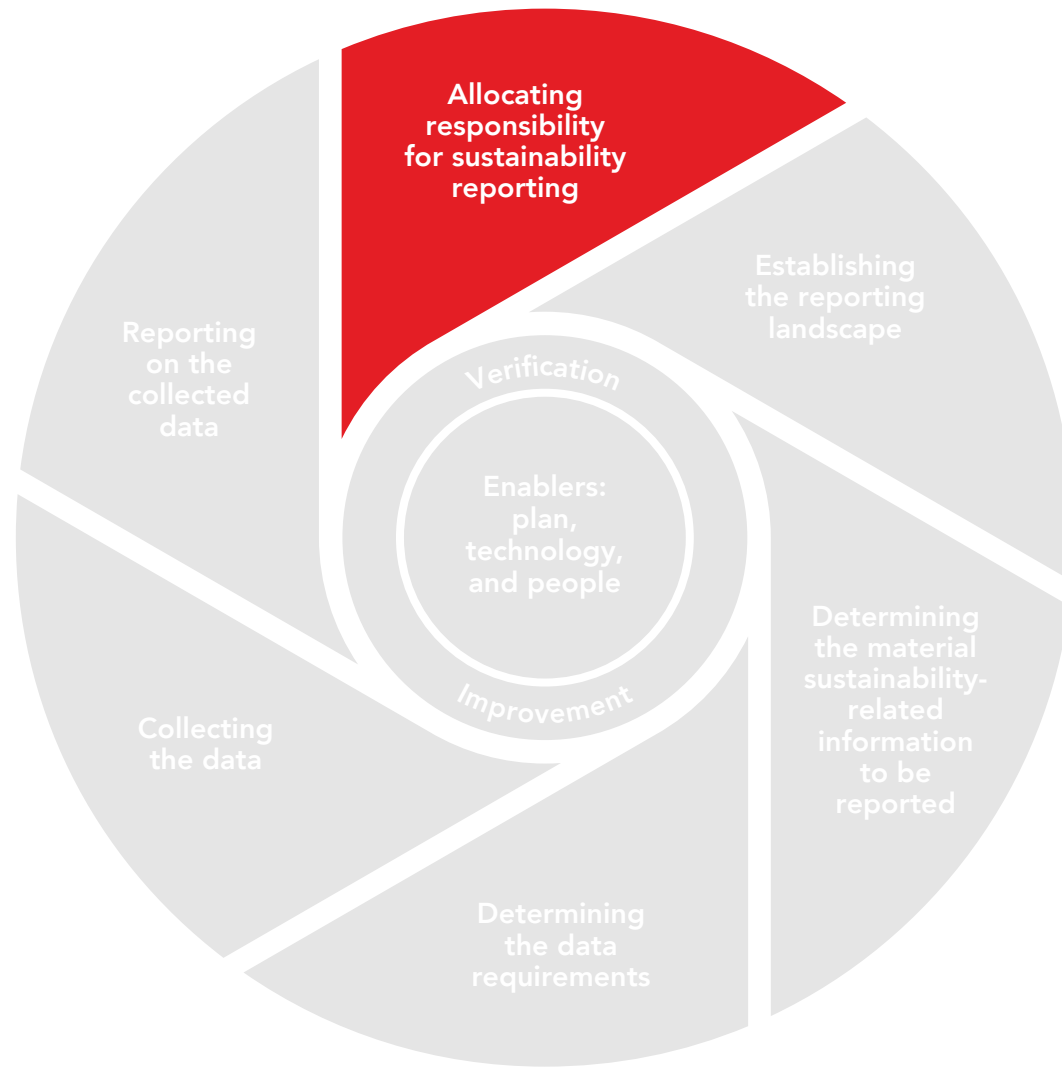 Allocating
responsibility
for sustainability
reporting
Establishing
the reporting
landscape
Determining
the material
sustainability-
related
information
to be
reported
Determining
the data
requirements
Collecting
the data
Reporting
on the
collected
data
Verification
Enablers:
plan,
technology,
and people
Improvement